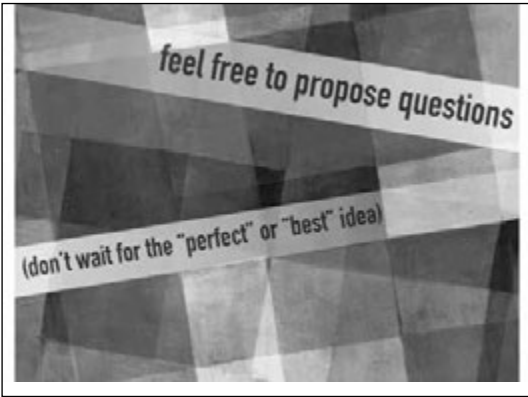 feel free to propose questions
(don't wait for the "perfect" or "best" idea)